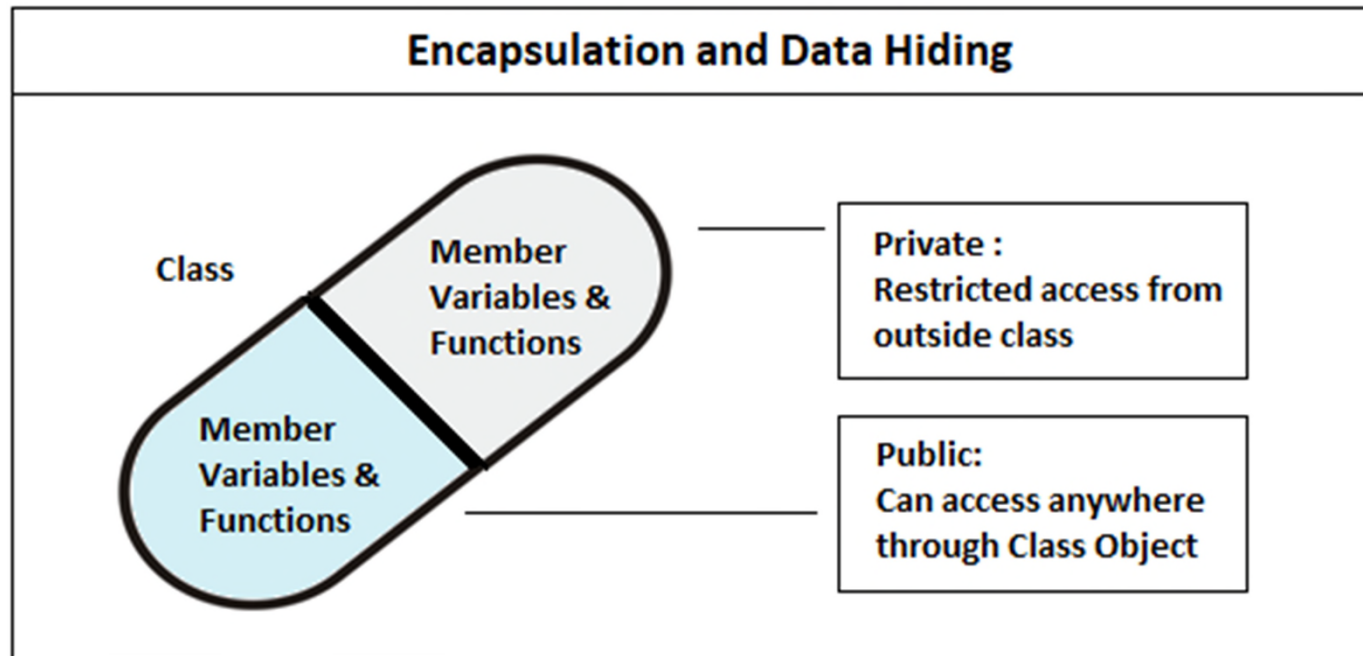 Encapsulation and Data Hiding
Class
Member
Variables &
Functions
Member
Variables &
Functions
Private :
Restricted access from
outside class
Public:
Can access anywhere
through Class Object